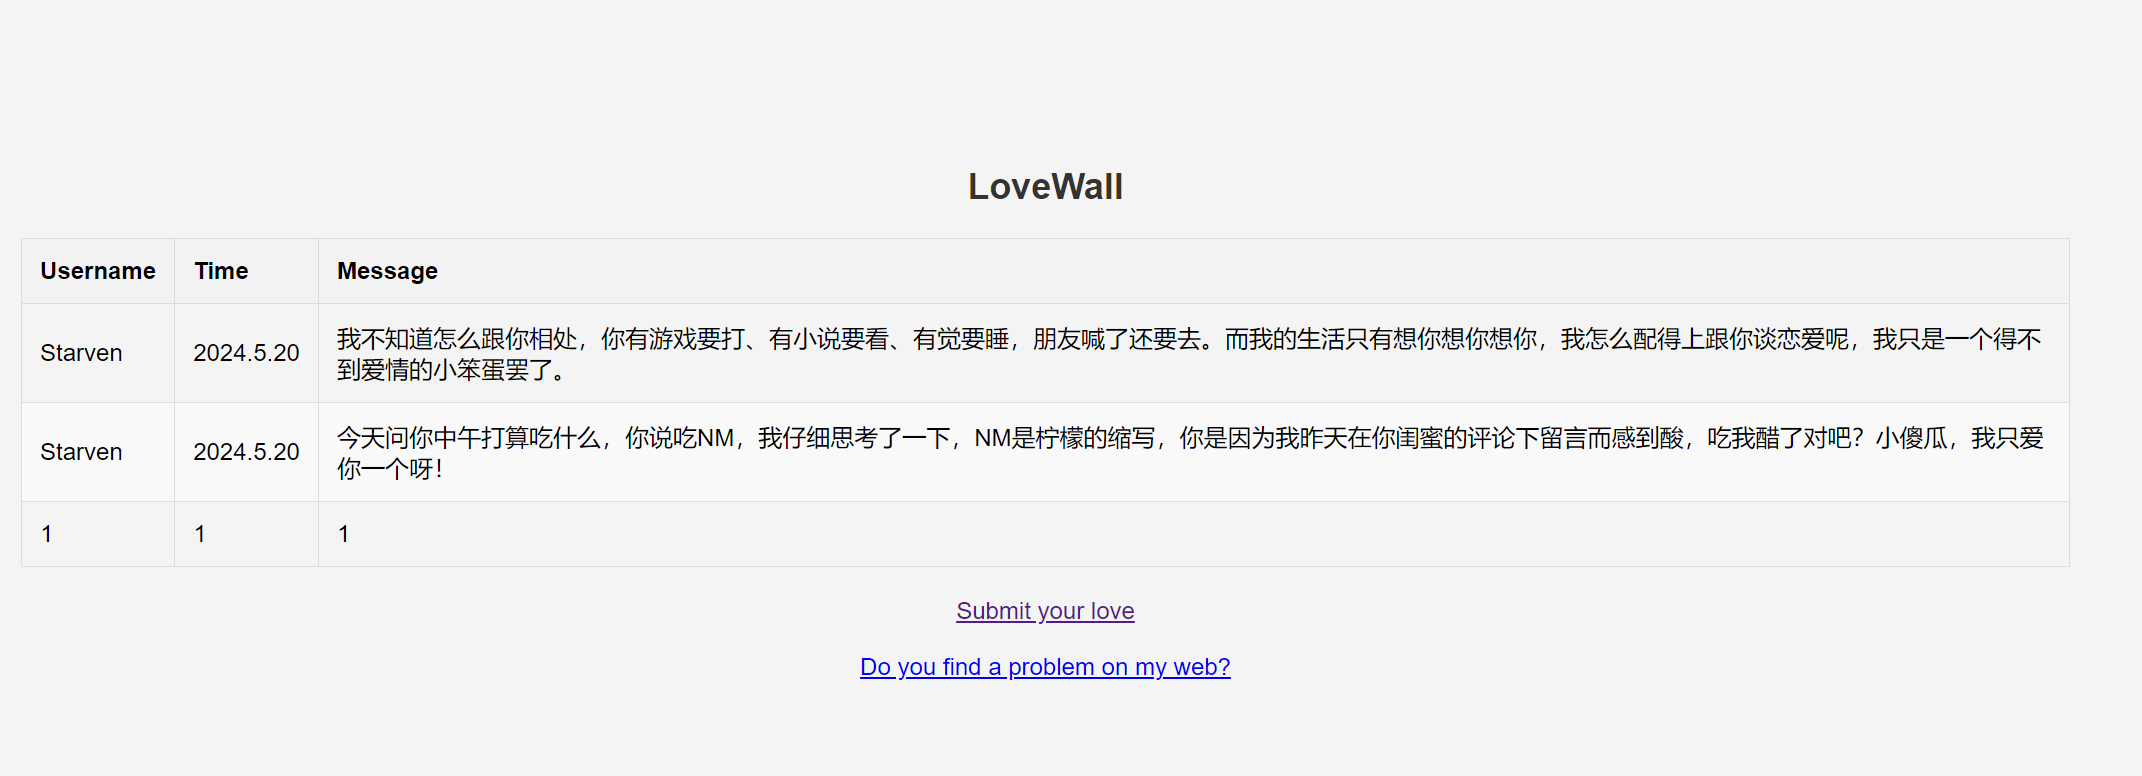 LoveWall
Username Time Message
Starven 2024.5.20 我不知道怎么跟你相处，你有游戏要打、有小说要看、有觉要睡，朋友喊了还要去。而我的生活只有想你想你想你，我怎么配得上跟你谈恋爱呢，我只是一个得不
到爱情的小笨蛋罢了。
Starven 2024.5.20 今天问你中午打算吃什么，你说吃NM，我仔细思考了一下，NM是柠檬的缩写，你是因为我昨天在你闺蜜的评论下留言而感到酸，吃我醋了对吧？小傻瓜，我只爱
你一个呀！
1 1 1
Submit your love
Do you find a problem on my web?